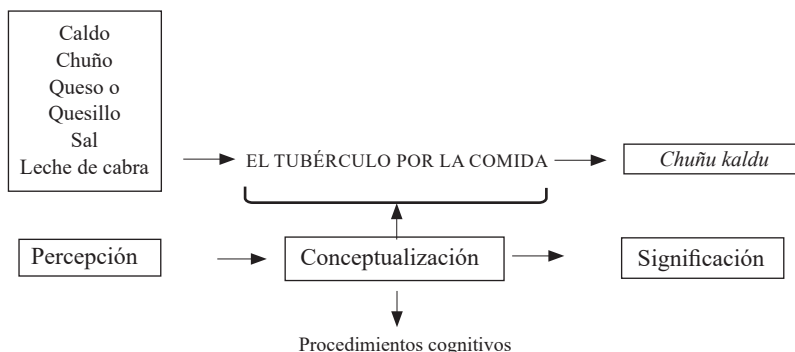 Caldo
Chuño
Queso o
Quesillo
Sal
Leche de cabra
EL TUBÉRCULO POR LA COMIDA
Chuñu kaldu
Percepción
Conceptualización
Significación
Procedimientos cognitivos